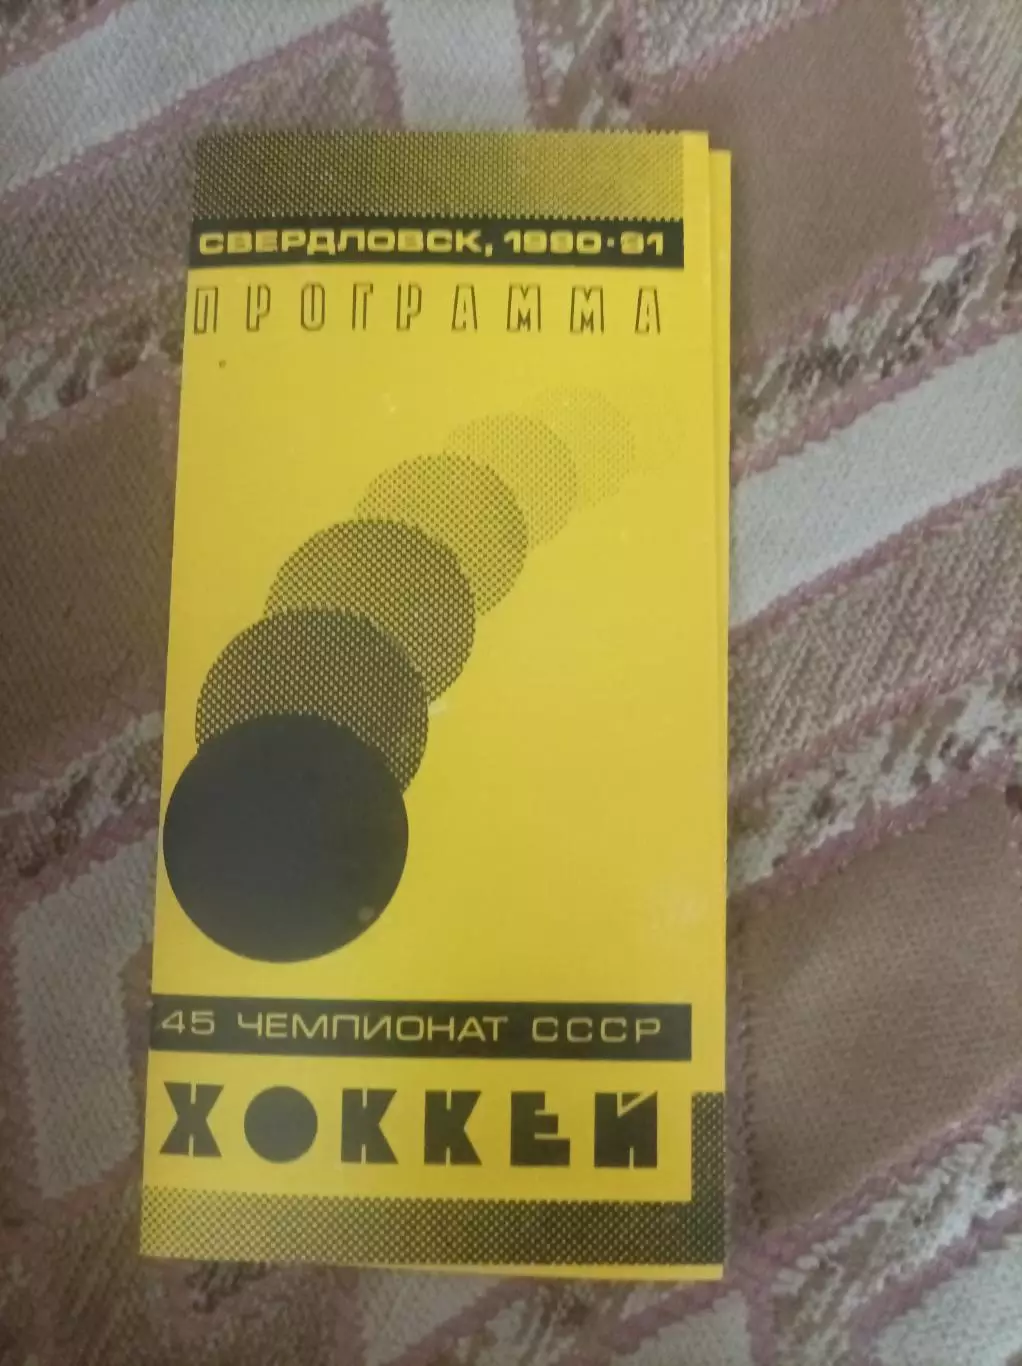 СВЕРДЛОВСК, 1990·91
ПРОГРАММА
45 ЧЕМПИОНАТ СССР
ХОККЕЙ